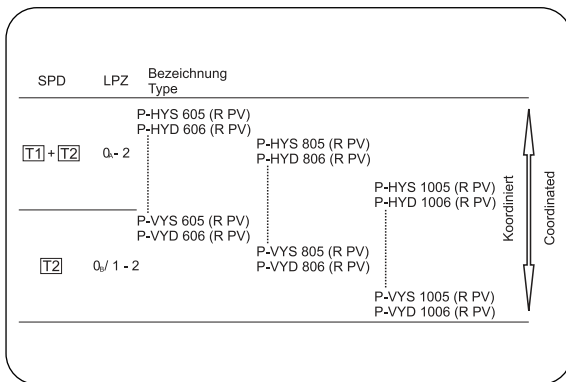 SPD LPZ Bezeichnung
Type
P-HYS 605 (R PV)
P-HYD 606 (R PV)
T1 + T2 0A- 2
P-HYS 805 (R PV)
P-HYD 806 (R PV)
P-HYS 1005 (R PV)
P-HYD 1006 (R PV)
P-VYS 605 (R PV)
P-VYD 606 (R PV)
T2 0B/ 1 - 2
P-VYS 805 (R PV)
P-VYD 806 (R PV)
P-VYS 1005 (R PV)
P-VYD 1006 (R PV)
Koordiniert
Coordinated